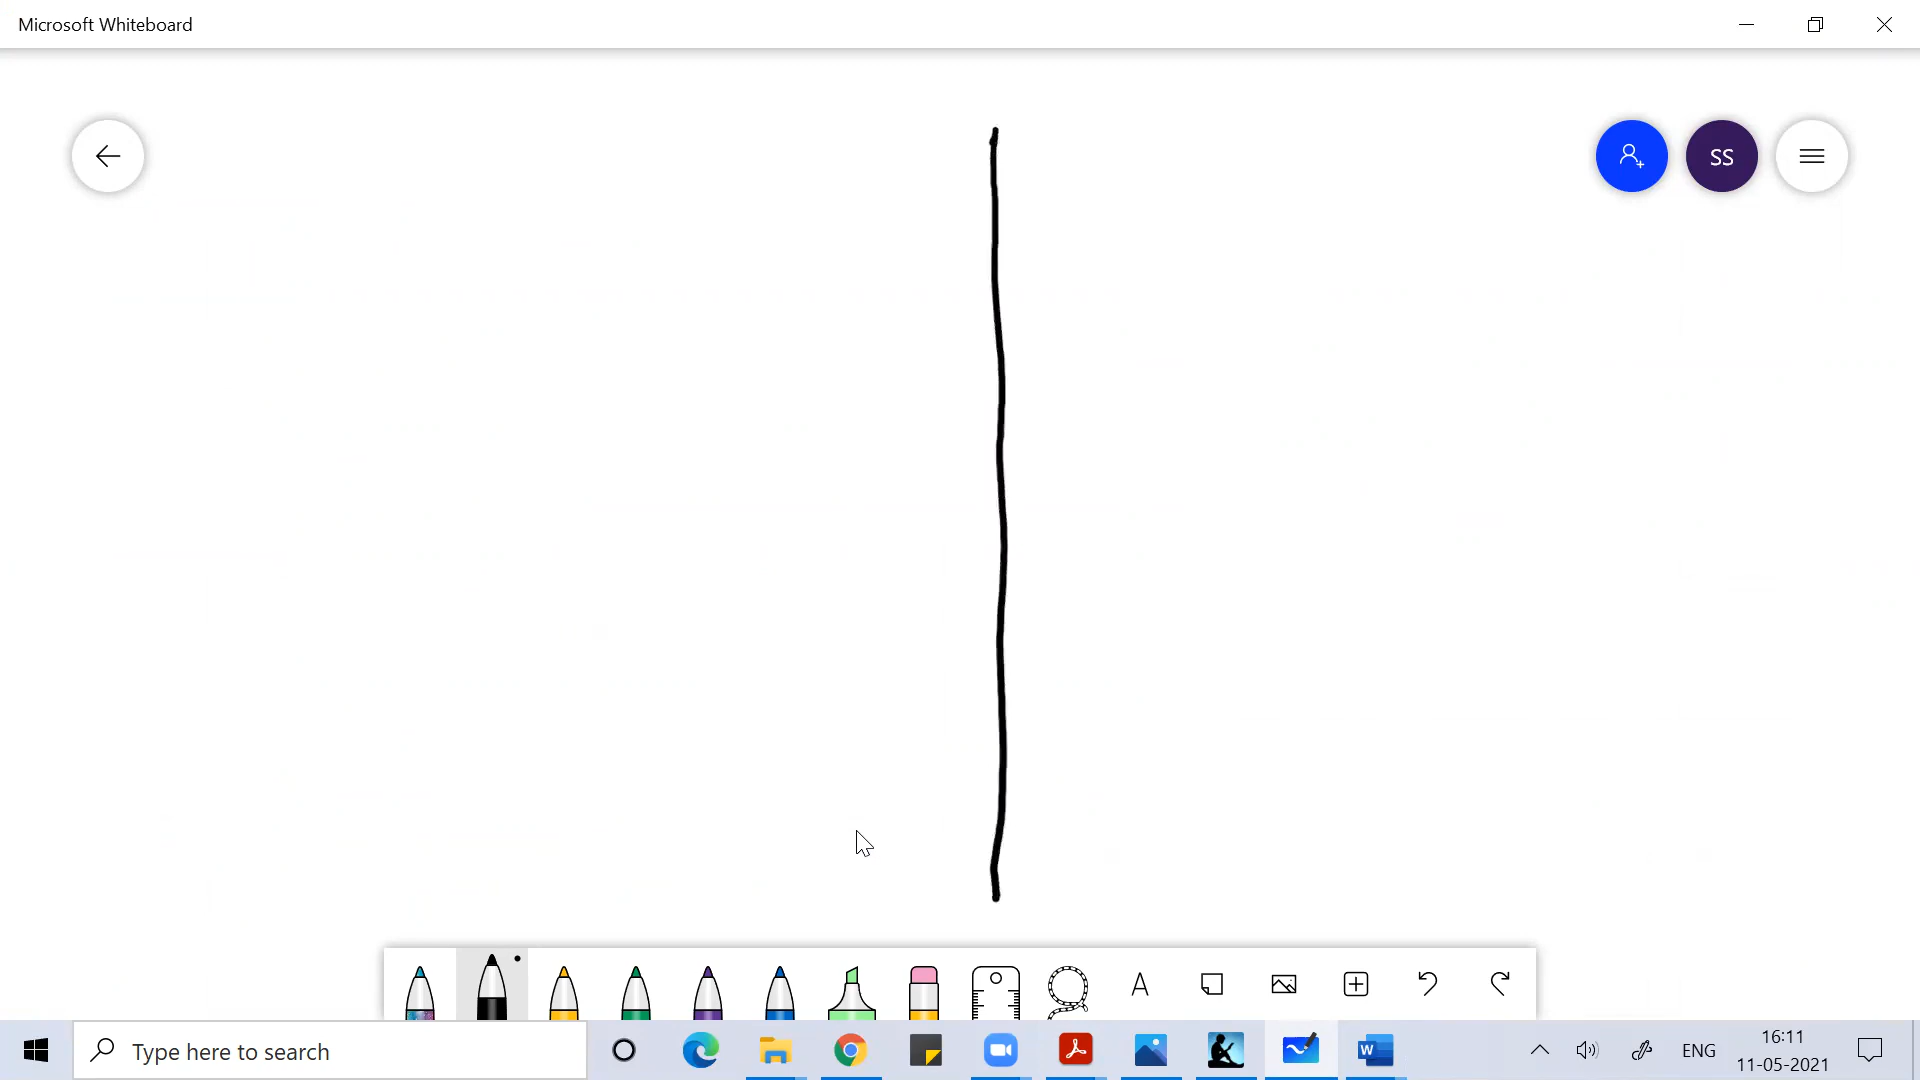 Microsoft Whiteboard
SS
A
Type here to search
W
ENG
16:11
11-05-2021